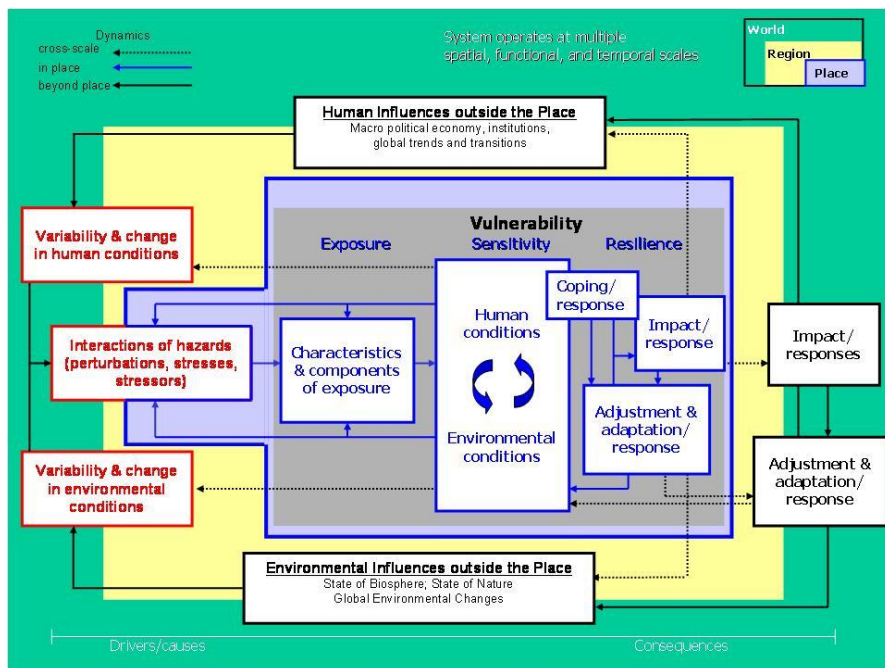 Dynamics
cross-scale
in place
beyond place
System operates at multiple
spatial, functional, and temporal scales
World
Region
Place
Human Influences outside the Place
Macro political economy, institutions,
global trends and transitions
Vulnerability
Exposure
Sensitivity
Resilience
Variability & change
in human conditions
Interactions of hazards
(perturbations, stresses,
stressors)
Variability & change
in environmental
conditions
Characteristics
& components
of exposure
Human
conditions
Environmental
conditions
Coping/
response
Impact/
response
Adjustment &
adaptation/
response
Impact/
responses
Adjustment &
adaptation/
response
Environmental Influences outside the Place
State of Biosphere; State of Nature
Global Environmental Changes
Drivers/causes
Consequences